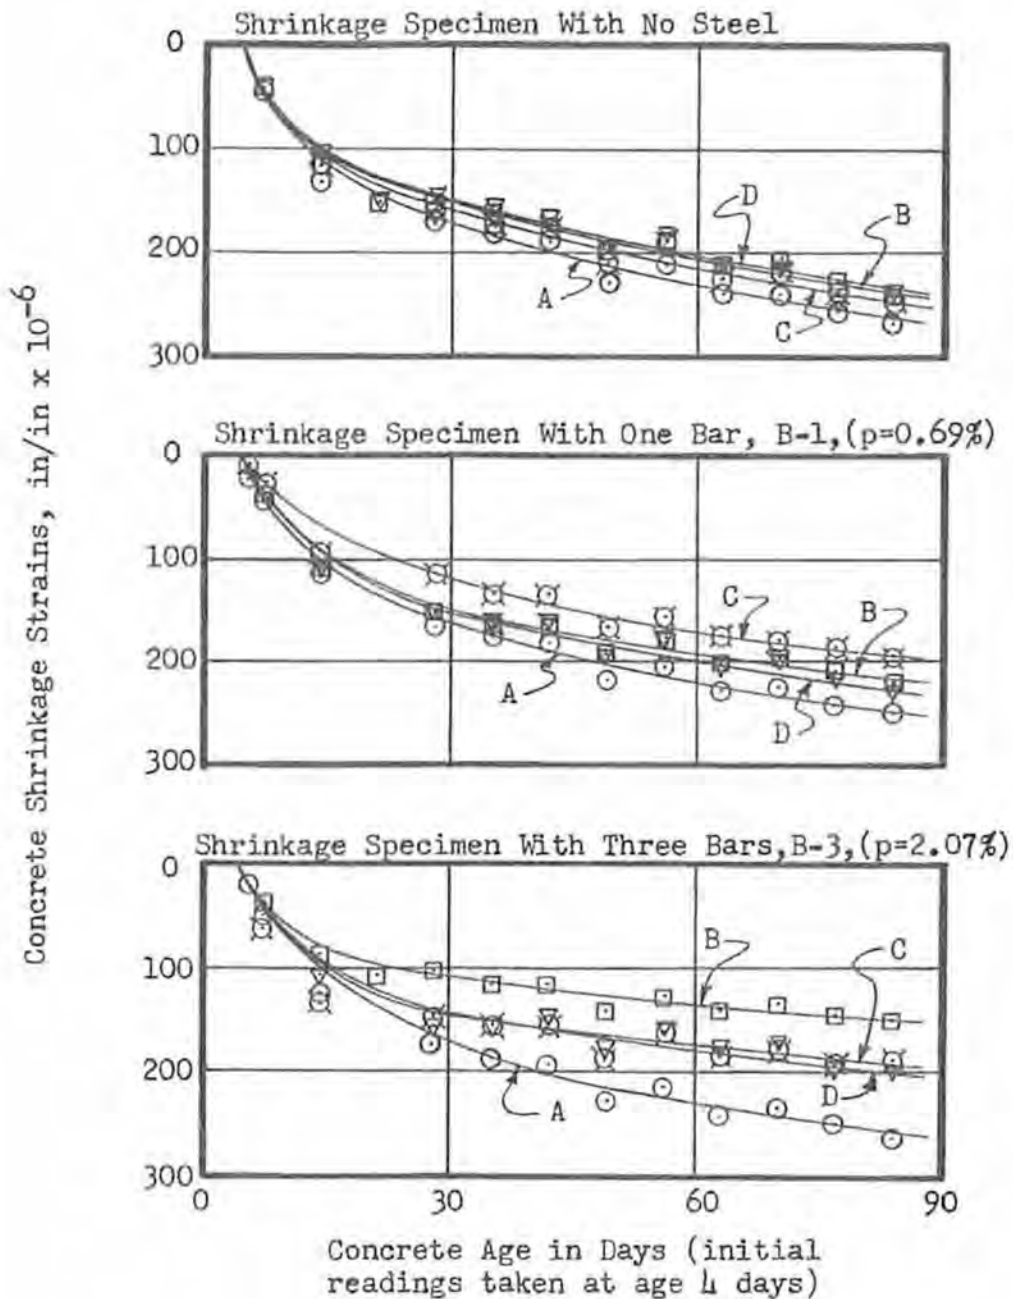 Shrinkage Specimen With No Steel
0
100
200
300
A
D
B
C
Concrete Shrinkage Strains, in/in x 10-6
Shrinkage Specimen With One Bar, B-1,(p=0.69%)
0
100
200
300
A
C
B
D
Shrinkage Specimen With Three Bars,B-3,(p=2.07%)
0
100
200
300
B
C
A
D
0
30
60
90
Concrete Age in Days (initial
readings taken at age 4 days)